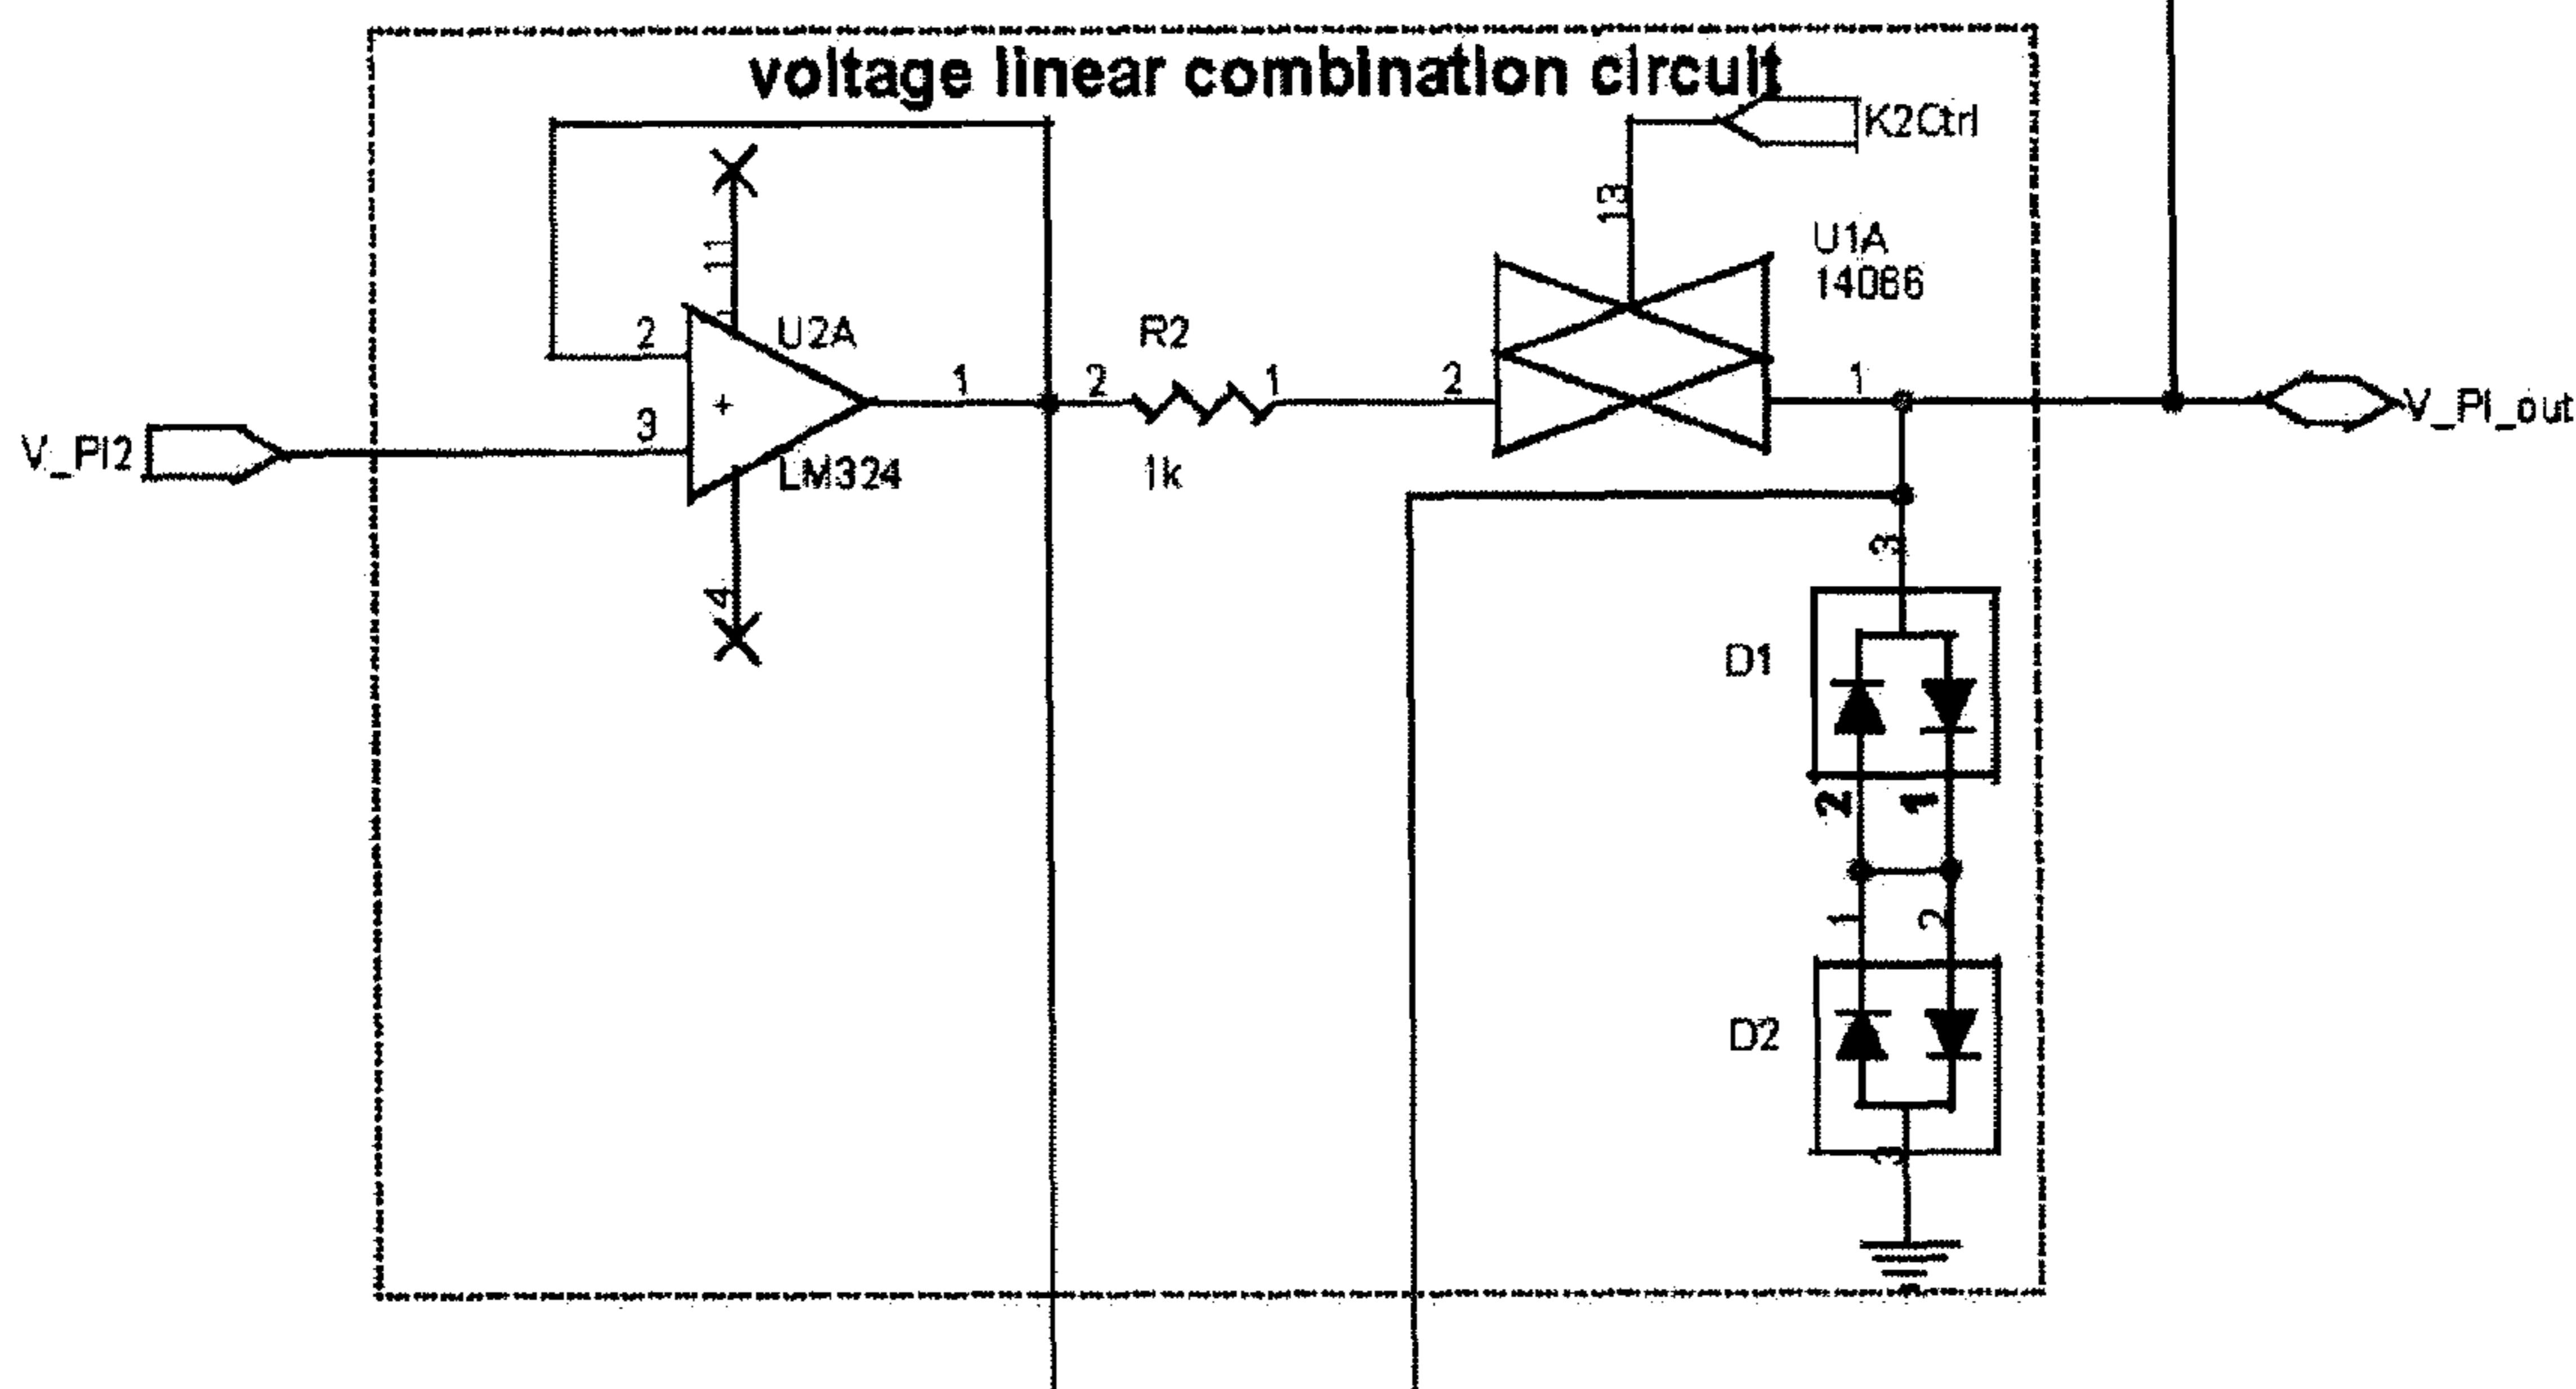 voltage linear combination circuit
K2Ctrl
13
11
U1A
14066
2
U2A
R2
1
2
1
2
1
3
V_PI2
+
LM324
1k
V_PI_out
4
3
D1
2
1
1
2
D2
3